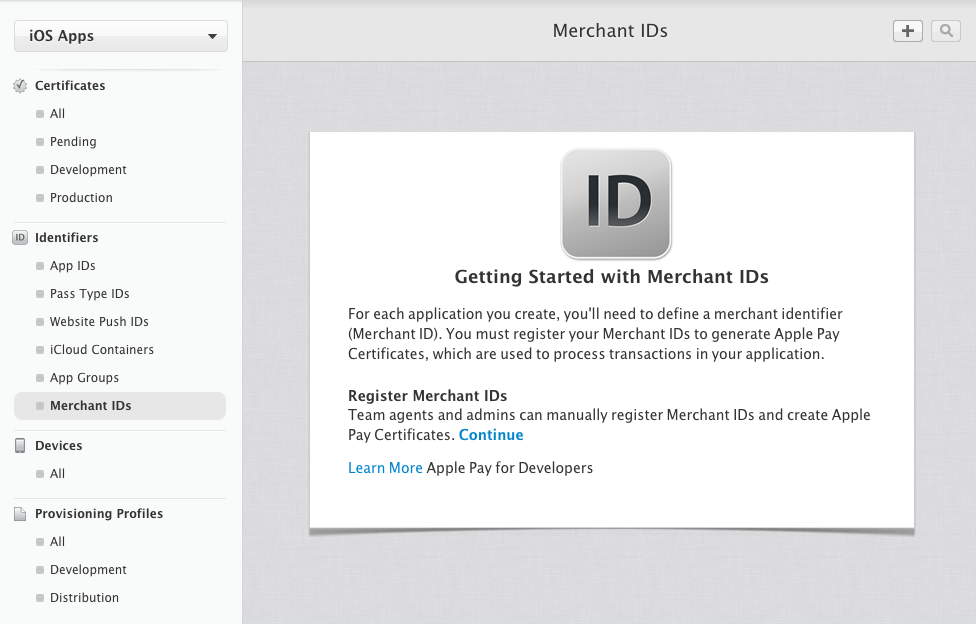 iOS Apps
Certificates
All
Pending
Development
Production
ID Identifiers
App IDs
Pass Type IDs
Website Push IDs
iCloud Containers
App Groups
Merchant IDs
Devices
All
Provisioning Profiles
All
Development
Distribution
Merchant IDs
ID
Getting Started with Merchant IDs
For each application you create, you'll need to define a merchant identifier
(Merchant ID). You must register your Merchant IDs to generate Apple Pay
Certificates, which are used to process transactions in your application.
Register Merchant IDs
Team agents and admins can manually register Merchant IDs and create Apple
Pay Certificates. Continue
Learn More Apple Pay for Developers